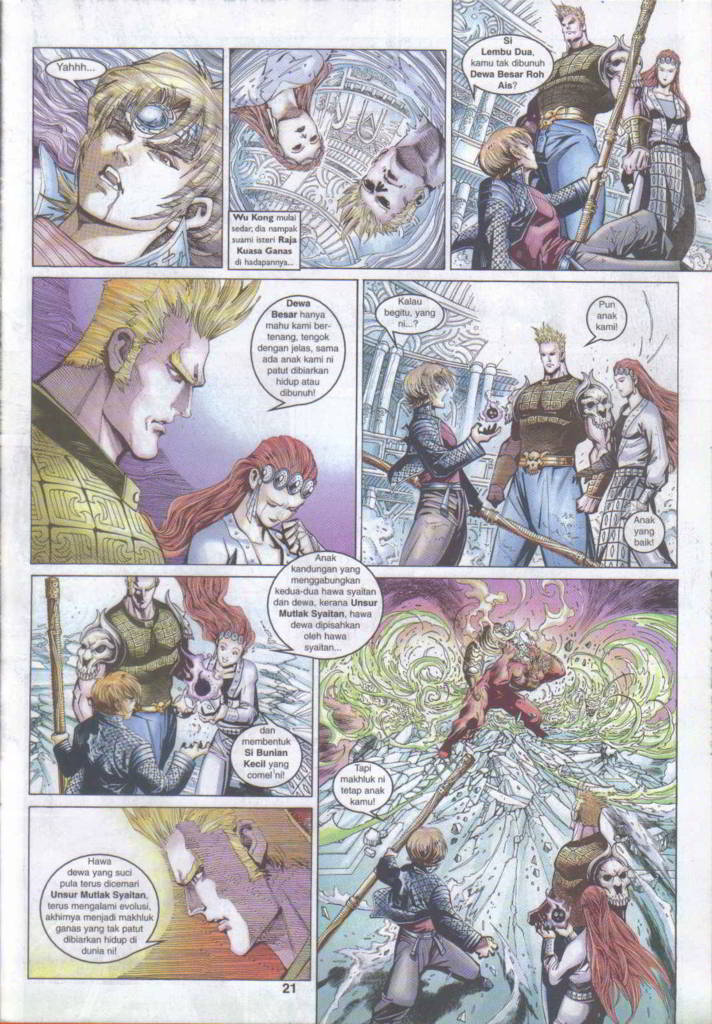 Yahhh...
Wu Kong mulai
sedar, dia nampak
suami isteri Raja
Kuasa Ganas
di hadapannya...
Si
Lembu Dua,
kamu tak dibunuh
Dewa Besar Roh
Ais?
Dewa
Besar hanya
mahu kami ber-
tenang, tengok
dengan jelas, sama
ada anak kami ni
patut dibiarkan
hidup atau
dibunuh!
Kalau
begitu, yang
ni...?
Pun
anak
kami!
Anak
yang
baik!
Anak
kandungan yang
menggabungkan
kedua-dua hawa syaitan
dan dewa, kerana Unsur
Mutlak Syaitan, hawa
dewa dipisahkan
oleh hawa
syaitan...
dan
membentuk
Si Bunian
Kecil yang
comel'ni!
Tapi
makhluk ni
tetap anak
kamu!
Hawa
dewa yang suci
pula terus dicemari
Unsur Mutlak Syaitan,
terus mengalami evolusi,
akhirnya menjadi makhluk
ganas yang tak patut
dibiarkan hidup di
dunia ni!
21